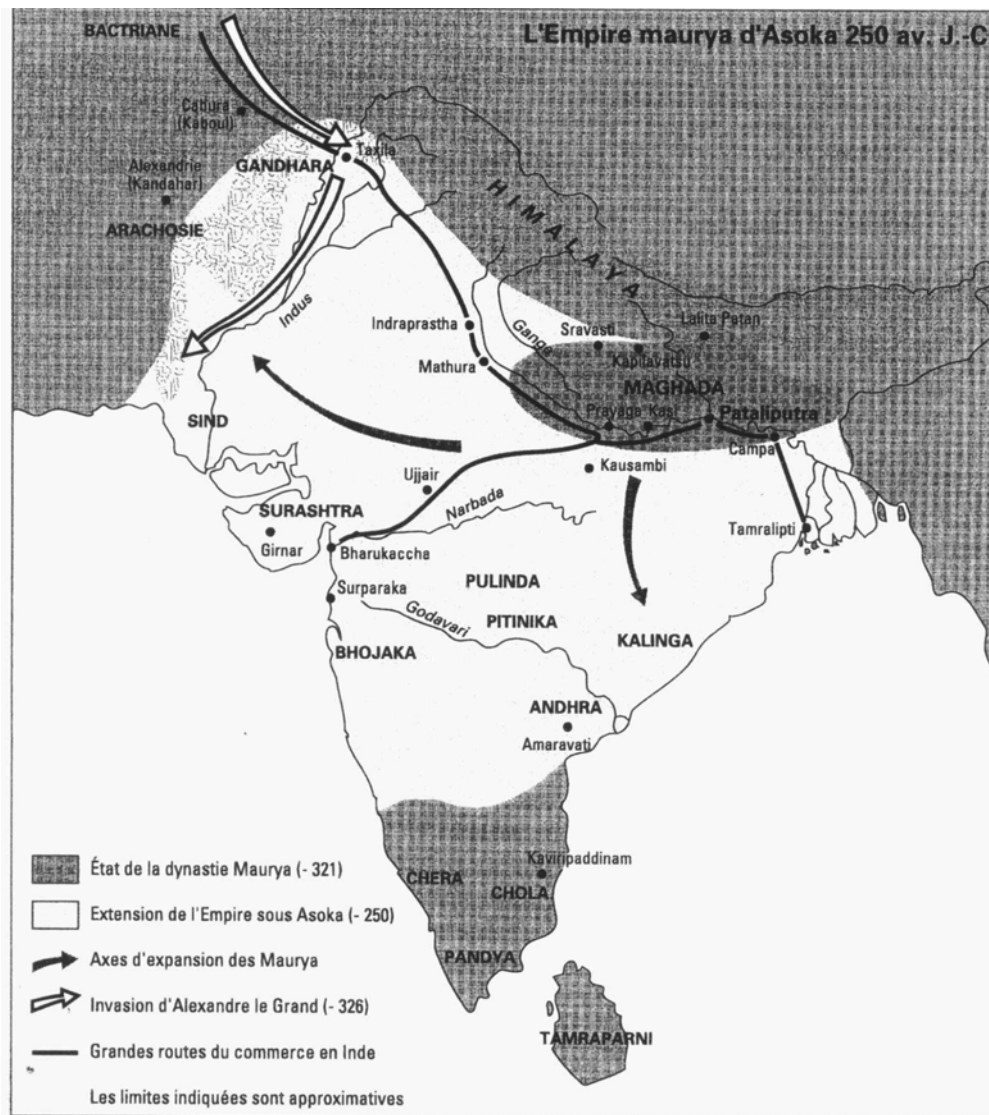 L'Empire maurya d'Asoka 250 av. J.-C
BACTRIANE
Caboura
(Kaboul)
Taxila
GANDHARA
Alexandrie
(Kandahar)
ARACHOSIE
HIMALAYA
Indus
Indraprastha
Gange
Sravasti
Lalita Patan
Kapilavatsu
Mathura
MAGHADA
Prayaga
Kasi
Pataliputra
SIND
Campa
Kausambi
Ujjair
Narbada
SURASHTRA
Tamralipti
Girnar
Bharukaccha
PULINDA
Surparaka
Godavari
PITINIKA
KALINGA
BHOJAKA
ANDHRA
Amaravati
État de la dynastie Maurya (- 321)
Kaviripaddinam
CHERA
CHOLA
Extension de l'Empire sous Asoka (- 250)
Axes d'expansion des Maurya
PANDYA
Invasion d'Alexandre le Grand (- 326)
TAMRAPARNI
Grandes routes du commerce en Inde
Les limites indiquées sont approximatives